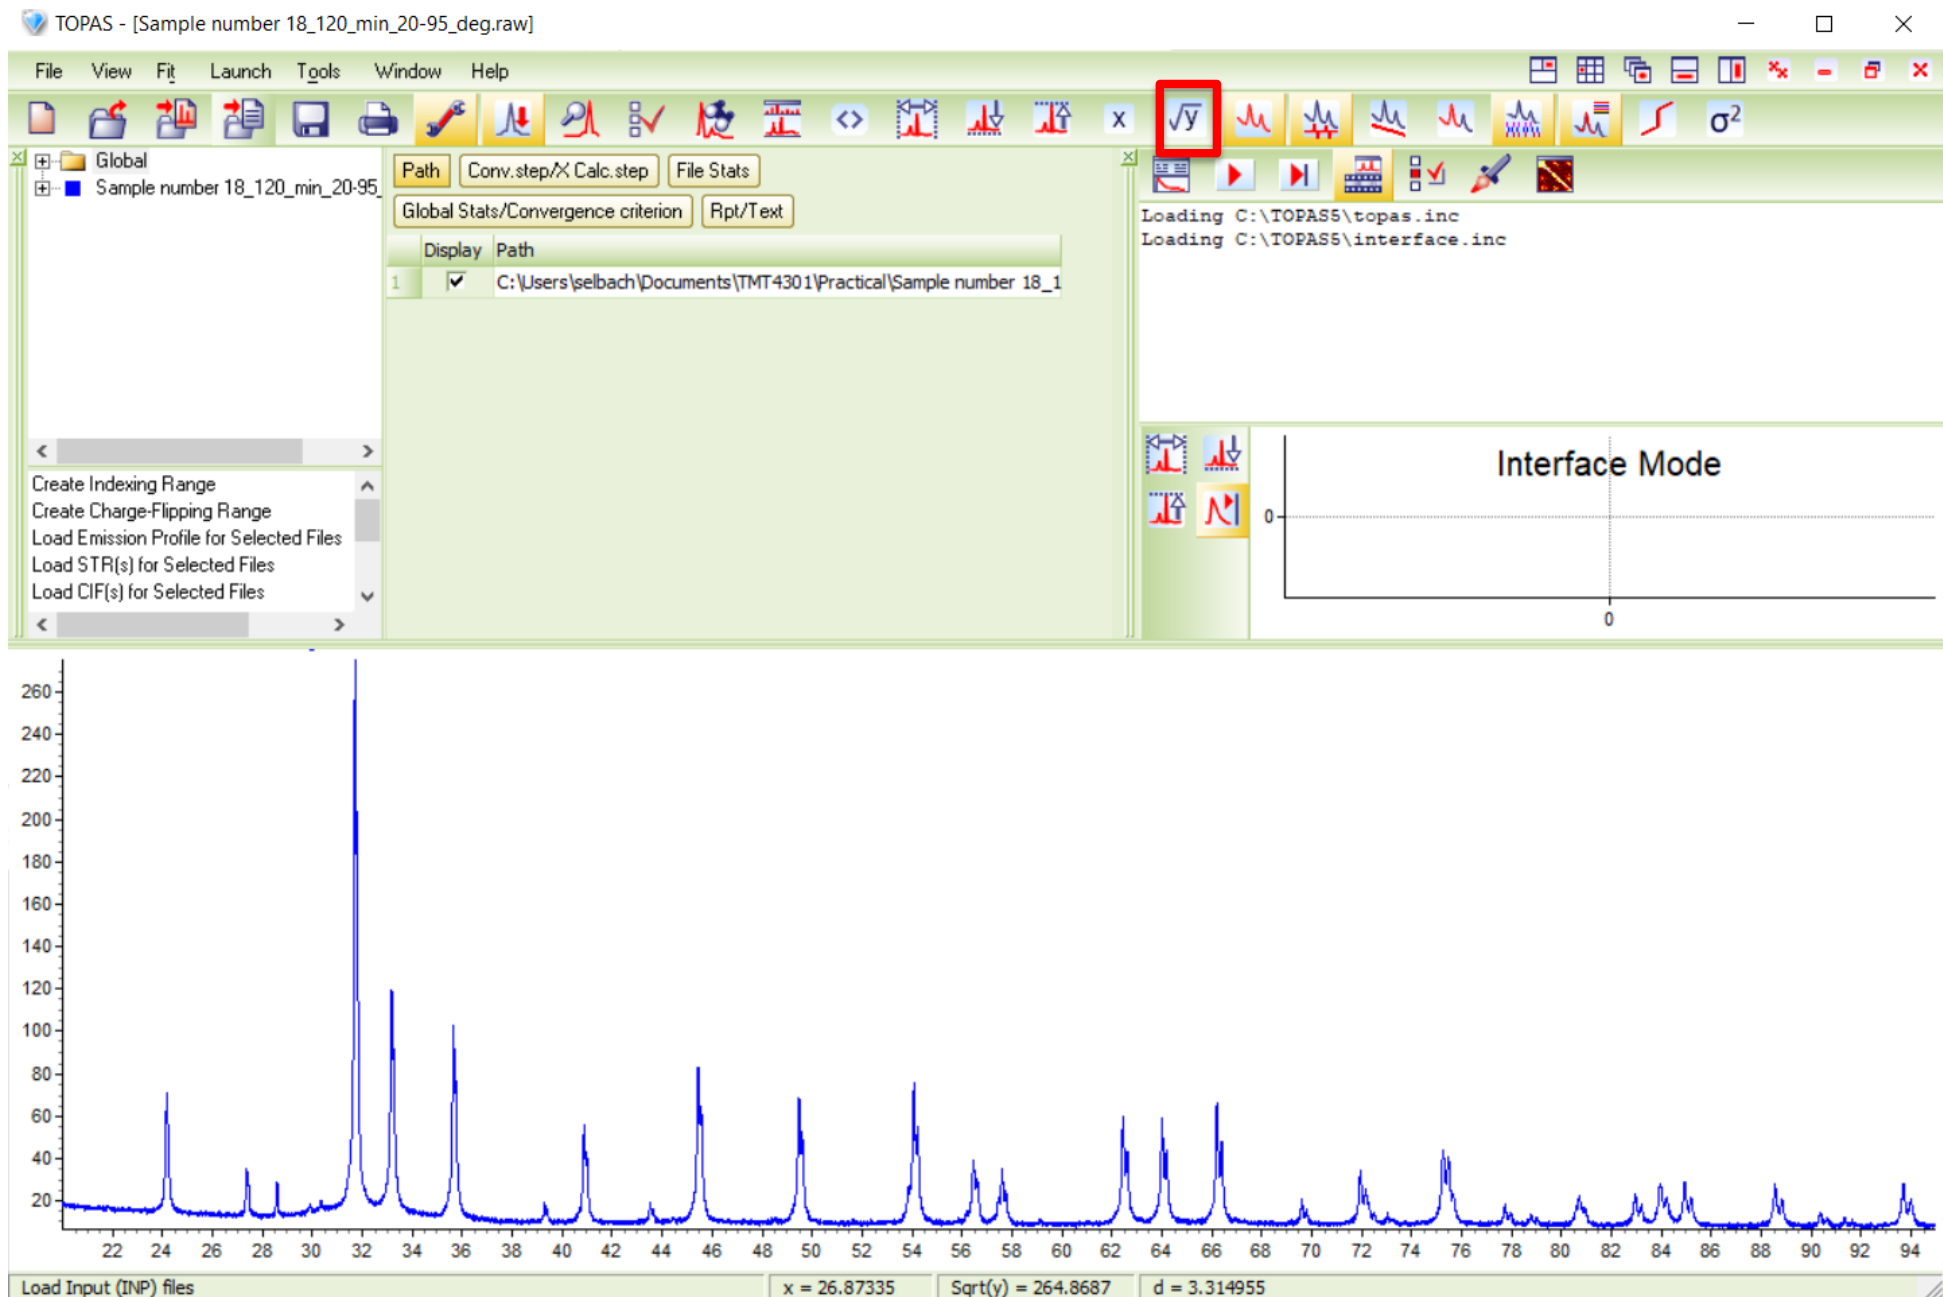 TOPAS - [Sample number 18_120_min_20-95_deg.raw]
File View Fit Launch Tools Window Help
x √y σ²
Global
Sample number 18_120_min_20-95_
Path Conv.step/X Calc.step File Stats
Global Stats/Convergence criterion Rpt/Text
Display Path
1 C:\Users\selbach\Documents\TMT4301\Practical\Sample number 18_1
Loading C:\TOPAS5\topas.inc
Loading C:\TOPAS5\interface.inc
Create Indexing Range
Create Charge-Flipping Range
Load Emission Profile for Selected Files
Load STR(s) for Selected Files
Load CIF(s) for Selected Files
Interface Mode
0
0
260
240
220
200
180
160
140
120
100
80
60
40
20
22 24 26 28 30 32 34 36 38 40 42 44 46 48 50 52 54 56 58 60 62 64 66 68 70 72 74 76 78 80 82 84 86 88 90 92 94
Load Input (INP) files x = 26.87335 Sqrt(y) = 264.8687 d = 3.314955